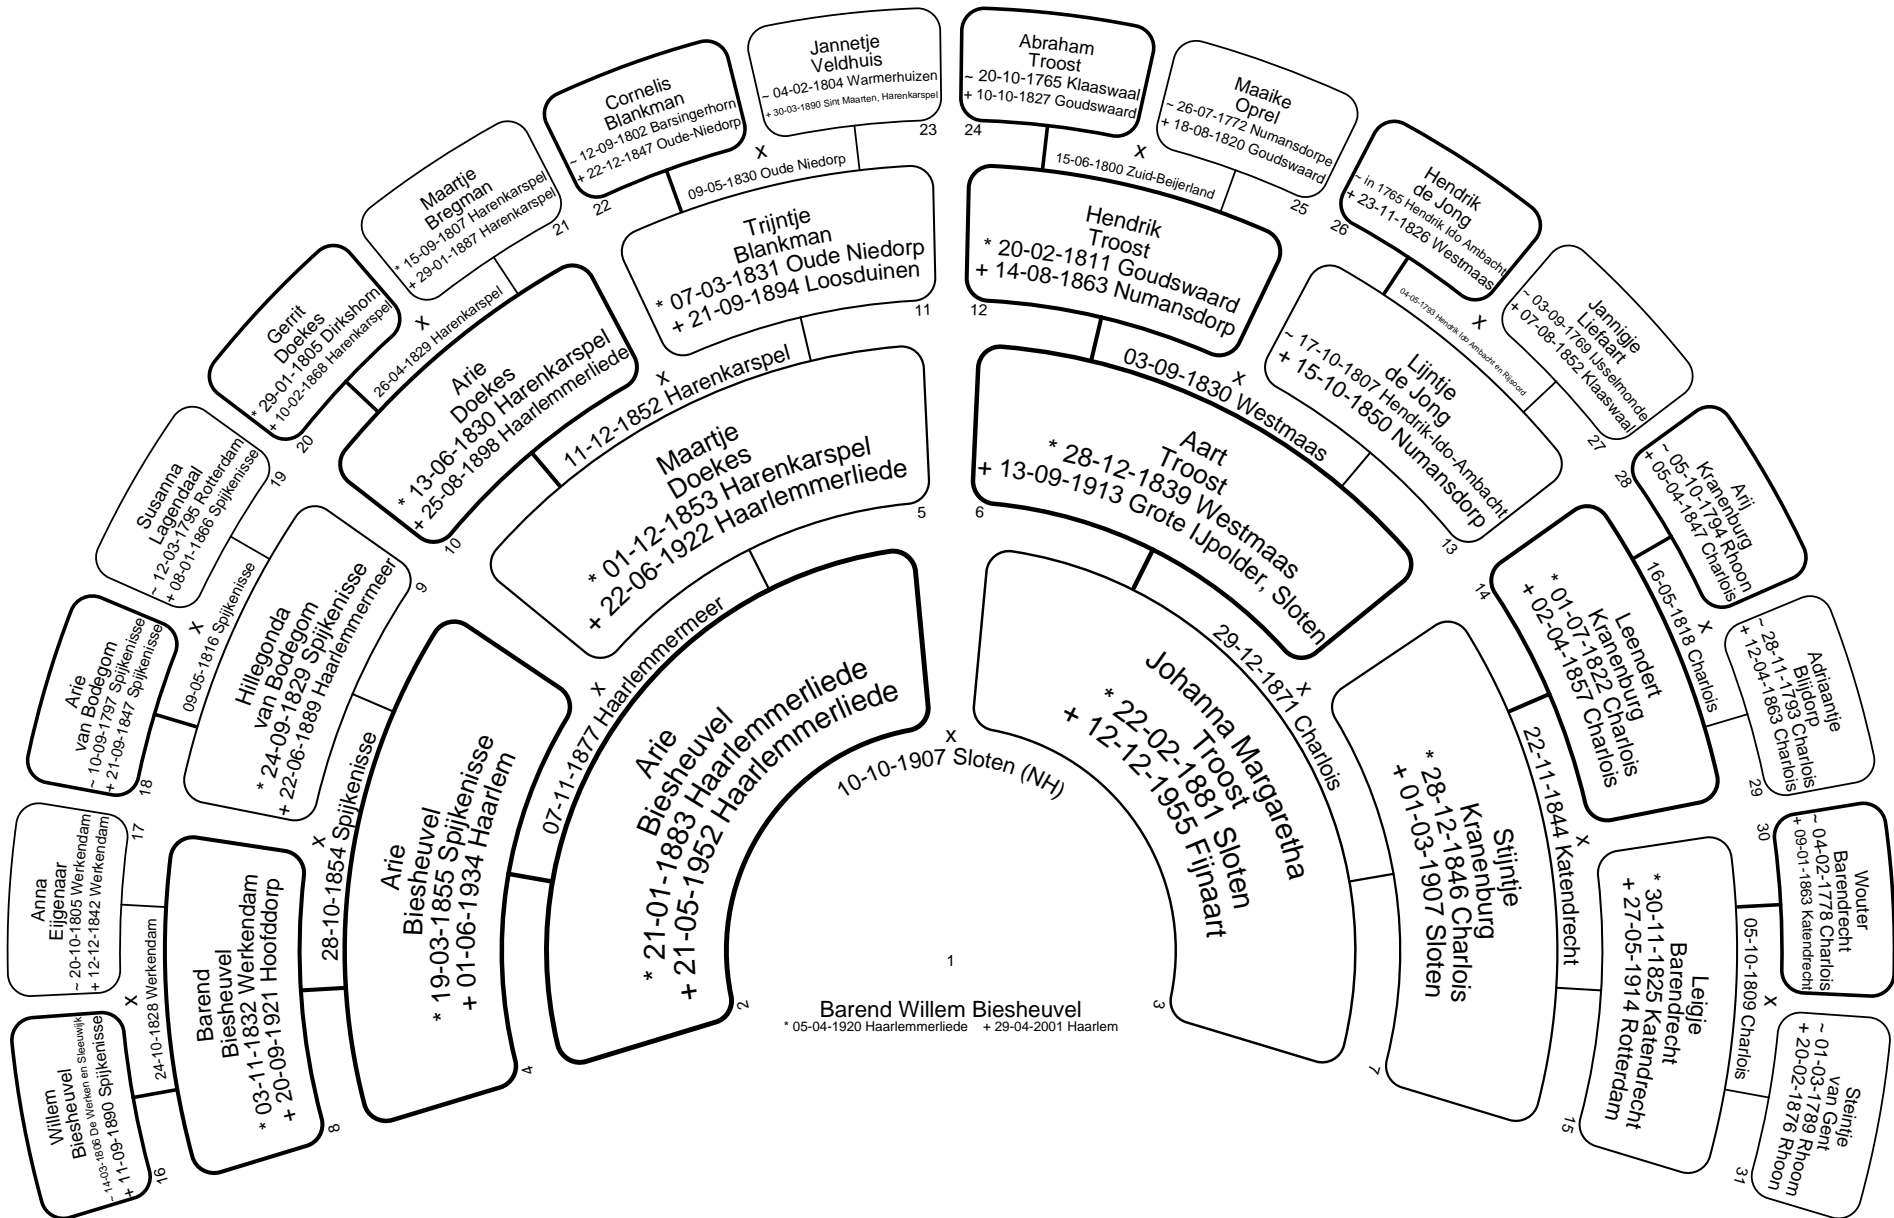 1
Barend Willem Biesheuvel
* 05-04-1920 Haarlemmerliede + 29-04-2001 Haarlem
Arie
Biesheuvel
* 21-01-1883 Haarlemmerliede
+ 21-05-1952 Haarlemmerliede
2
x
10-10-1907 Sloten (NH)
Johanna Margaretha
Troost
* 22-02-1881 Sloten
+ 12-12-1955 Fijnaart
3
Arie
Biesheuvel
* 19-03-1855 Spijkenisse
+ 01-06-1934 Haarlem
4
x
07-11-1877 Haarlemmermeer
Maartje
Doekes
* 01-12-1853 Harenkarspel
+ 22-06-1922 Haarlemmerliede
5
Aart
Troost
* 28-12-1839 Westmaas
+ 13-09-1913 Grote IJpolder, Sloten
6
x
29-12-1871 Charlois
Stijntje
Kranenburg
* 28-12-1846 Charlois
+ 01-03-1907 Sloten
7
Barend
Biesheuvel
* 03-11-1832 Werkendam
+ 20-09-1921 Hoofddorp
8
x
28-10-1854 Spijkenisse
Hillegonda
van Bodegom
* 24-09-1829 Spijkenisse
+ 22-06-1889 Haarlemmermeer
9
Arie
Doekes
* 13-06-1830 Harenkarspel
+ 25-08-1898 Haarlemmerliede
10
x
11-12-1852 Harenkarspel
Trijntje
Blankman
* 07-03-1831 Oude Niedorp
+ 21-09-1894 Loosduinen
11
Hendrik
Troost
* 20-02-1811 Goudswaard
+ 14-08-1863 Numansdorp
12
x
03-09-1830 Westmaas
Lijntje
de Jong
~ 17-10-1807 Hendrik-Ido-Ambacht
+ 15-10-1850 Numansdorp
13
Leendert
Kranenburg
* 01-07-1822 Charlois
+ 02-04-1857 Charlois
14
x
22-11-1844 Katendrecht
Leigje
Barendrecht
* 30-11-1825 Katendrecht
+ 27-05-1914 Rotterdam
15
Willem
Biesheuvel
~ 14-03-1806 De Werken en Sleeuwijk
+ 11-09-1890 Spijkenisse
16
x
24-10-1828 Werkendam
Anna
Eijgenaar
~ 20-10-1805 Werkendam
+ 12-12-1842 Werkendam
17
Arie
van Bodegom
~ 10-09-1797 Spijkenisse
+ 21-09-1847 Spijkenisse
18
x
09-05-1816 Spijkenisse
Susanna
Lagendaal
~ 12-03-1795 Rotterdam
+ 08-01-1866 Spijkenisse
19
Gerrit
Doekes
* 29-01-1805 Dirkshorn
+ 10-02-1868 Harenkarspel
20
x
26-04-1829 Harenkarspel
Maartje
Bregman
* 15-09-1807 Harenkarspel
+ 29-01-1887 Harenkarspel
21
Cornelis
Blankman
~ 12-09-1802 Barsingerhorn
+ 22-12-1847 Oude-Niedorp
22
x
09-05-1830 Oude Niedorp
Jannetje
Veldhuis
~ 04-02-1804 Warmerhuizen
+ 30-03-1890 Sint Maarten, Harenkarspel
23
Abraham
Troost
~ 20-10-1765 Klaaswaal
+ 10-10-1827 Goudswaard
24
x
15-06-1800 Zuid-Beijerland
Maaike
Oprel
~ 26-07-1772 Numansdorpe
+ 18-08-1820 Goudswaard
25
Hendrik
de Jong
~ in 1765 Hendrik Ido Ambacht
+ 23-11-1826 Westmaas
26
x
04-05-1793 Hendrik Ido Ambacht en Rijsoord
Jannigje
Liefaart
~ 03-09-1769 IJsselmonde
+ 07-08-1852 Klaaswaal
27
Arij
Kranenburg
~ 05-10-1794 Rhoon
+ 05-04-1847 Charlois
28
x
16-05-1818 Charlois
Adriaantje
Blijdorp
~ 28-11-1793 Charlois
+ 12-04-1863 Charlois
29
Wouter
Barendrecht
~ 04-02-1778 Charlois
+ 09-01-1863 Katendrecht
30
x
05-10-1809 Charlois
Steintje
van Gent
~ 01-03-1789 Rhoom
+ 20-02-1876 Rhoon
31